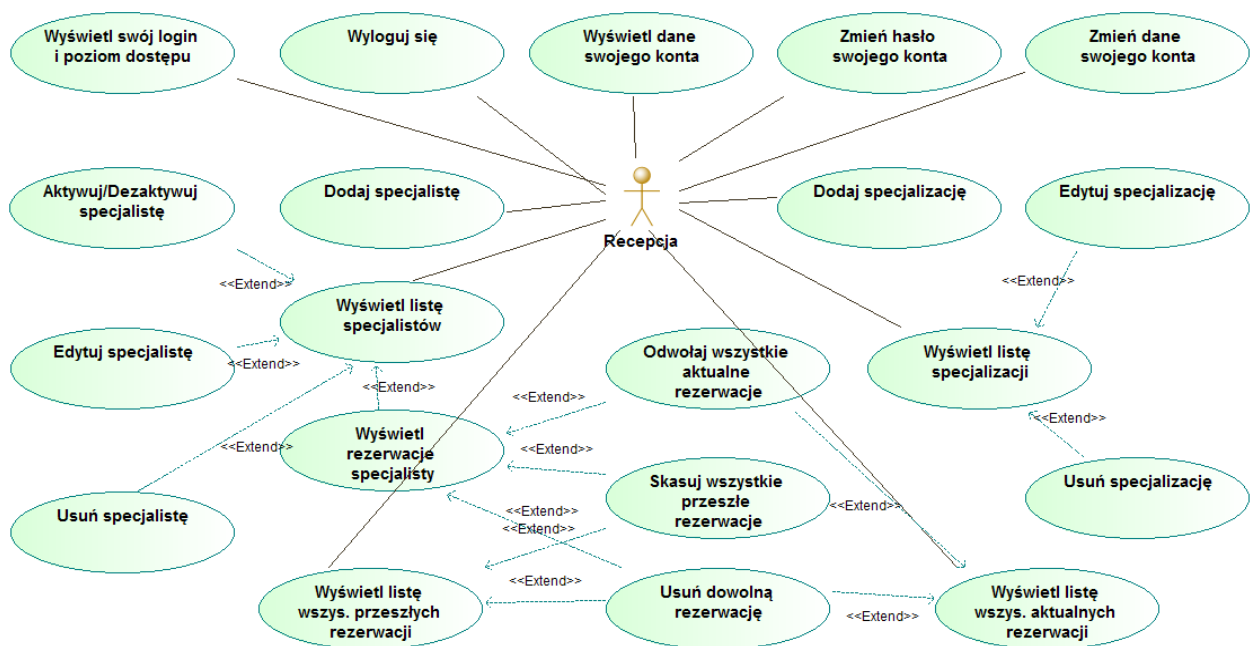 Wyświetl swój login
i poziom dostępu
Wyloguj się
Wyświetl dane
swojego konta
Zmień hasło
swojego konta
Zmień dane
swojego konta
Aktywuj/Dezaktywuj
specjalistę
Dodaj specjalistę
Recepcja
Dodaj specjalizację
Edytuj specjalizację
<<Extend>>
<<Extend>>
Wyświetl listę
specjalistów
Edytuj specjalistę
<<Extend>>
Odwołaj wszystkie
aktualne
rezerwacje
Wyświetl listę
specjalizacji
<<Extend>>
<<Extend>>
<<Extend>>
Wyświetl
rezerwacje
specjalisty
<<Extend>>
<<Extend>>
Usuń specjalistę
Skasuj wszystkie
przeszłe
rezerwacje
Usuń specjalizację
<<Extend>>
<<Extend>>
<<Extend>>
Wyświetl listę
wszys. przeszłych
rezerwacji
<<Extend>>
Usuń dowolną
rezerwację
<<Extend>>
Wyświetl listę
wszys. aktualnych
rezerwacji